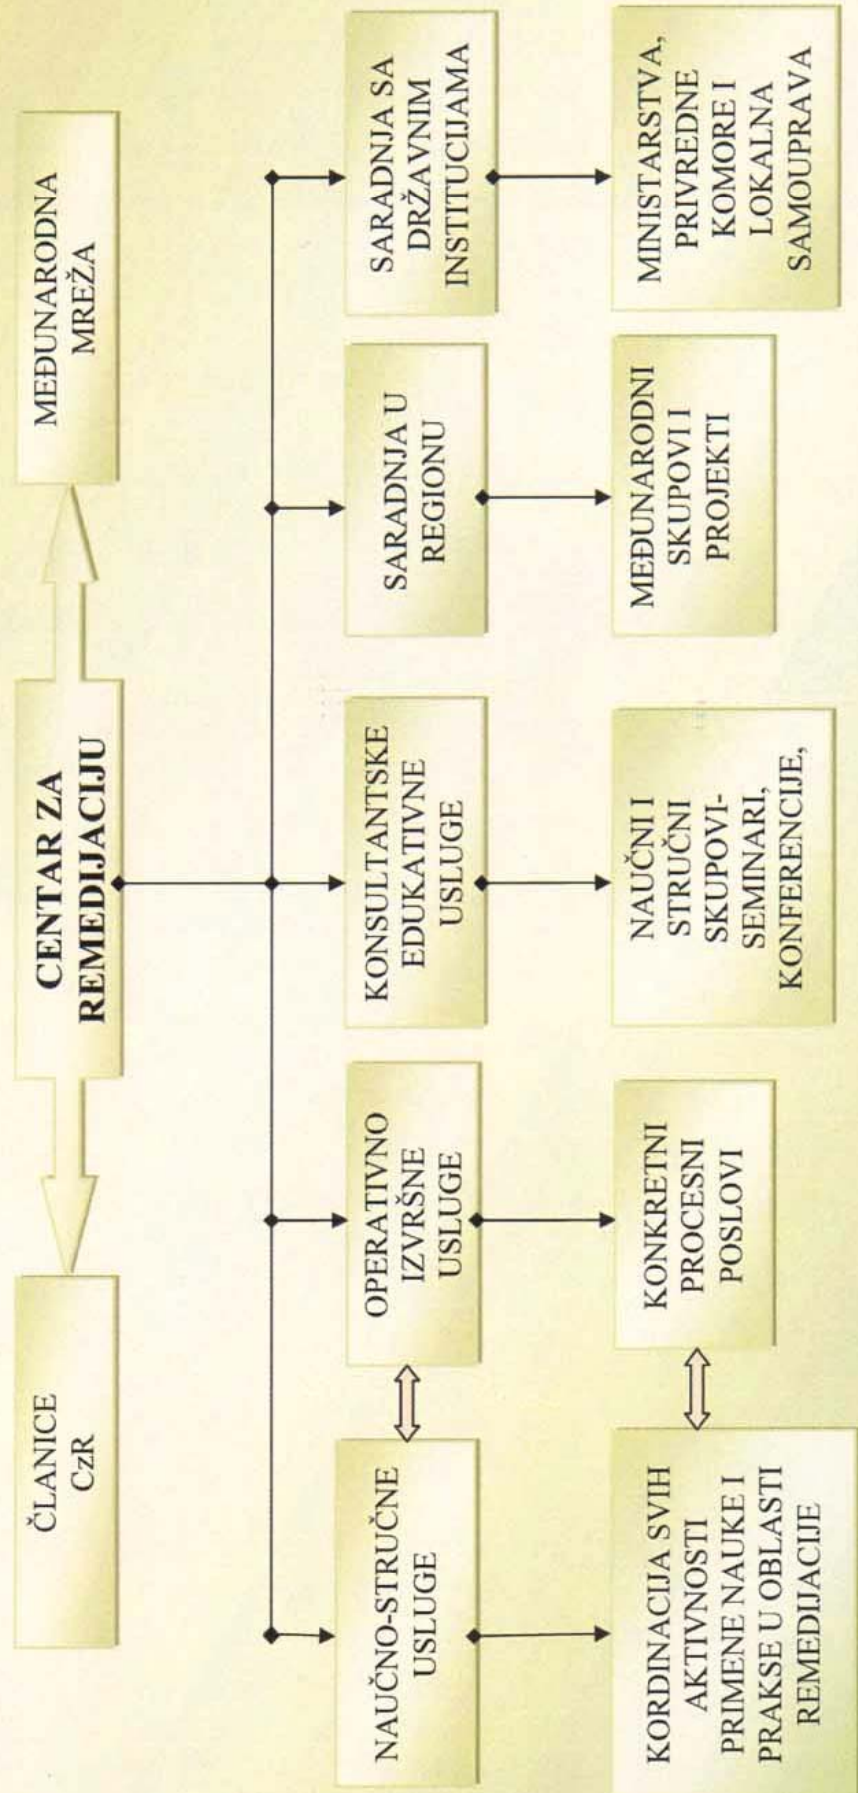 ČLANICE
CzR
CENTAR ZA
REMEDIJACIJU
MEĐUNARODNA
MREŽA
NAUČNO-STRUČNE
USLUGE
OPERATIVNO
IZVRŠNE
USLUGE
KONSULTANTSKE
EDUKATIVNE
USLUGE
SARADNJA U
REGIONU
SARADNJA SA
DRŽAVNIM
INSTITUCIJAMA
KORDINACIJA SVIH
AKTIVNOSTI
PRIMENE NAUKE I
PRAKSE U OBLASTI
REMEDIJACIJE
KONKRETNI
PROCESNI
POSLOVI
NAUČNI I
STRUČNI
SKUPOVI-
SEMINARI,
KONFERENCIJE,
MEĐUNARODNI
SKUPOVI I
PROJEKTI
MINISTARSTVA,
PRIVREDNE
KOMORE I
LOKALNA
SAMOUPRAVA